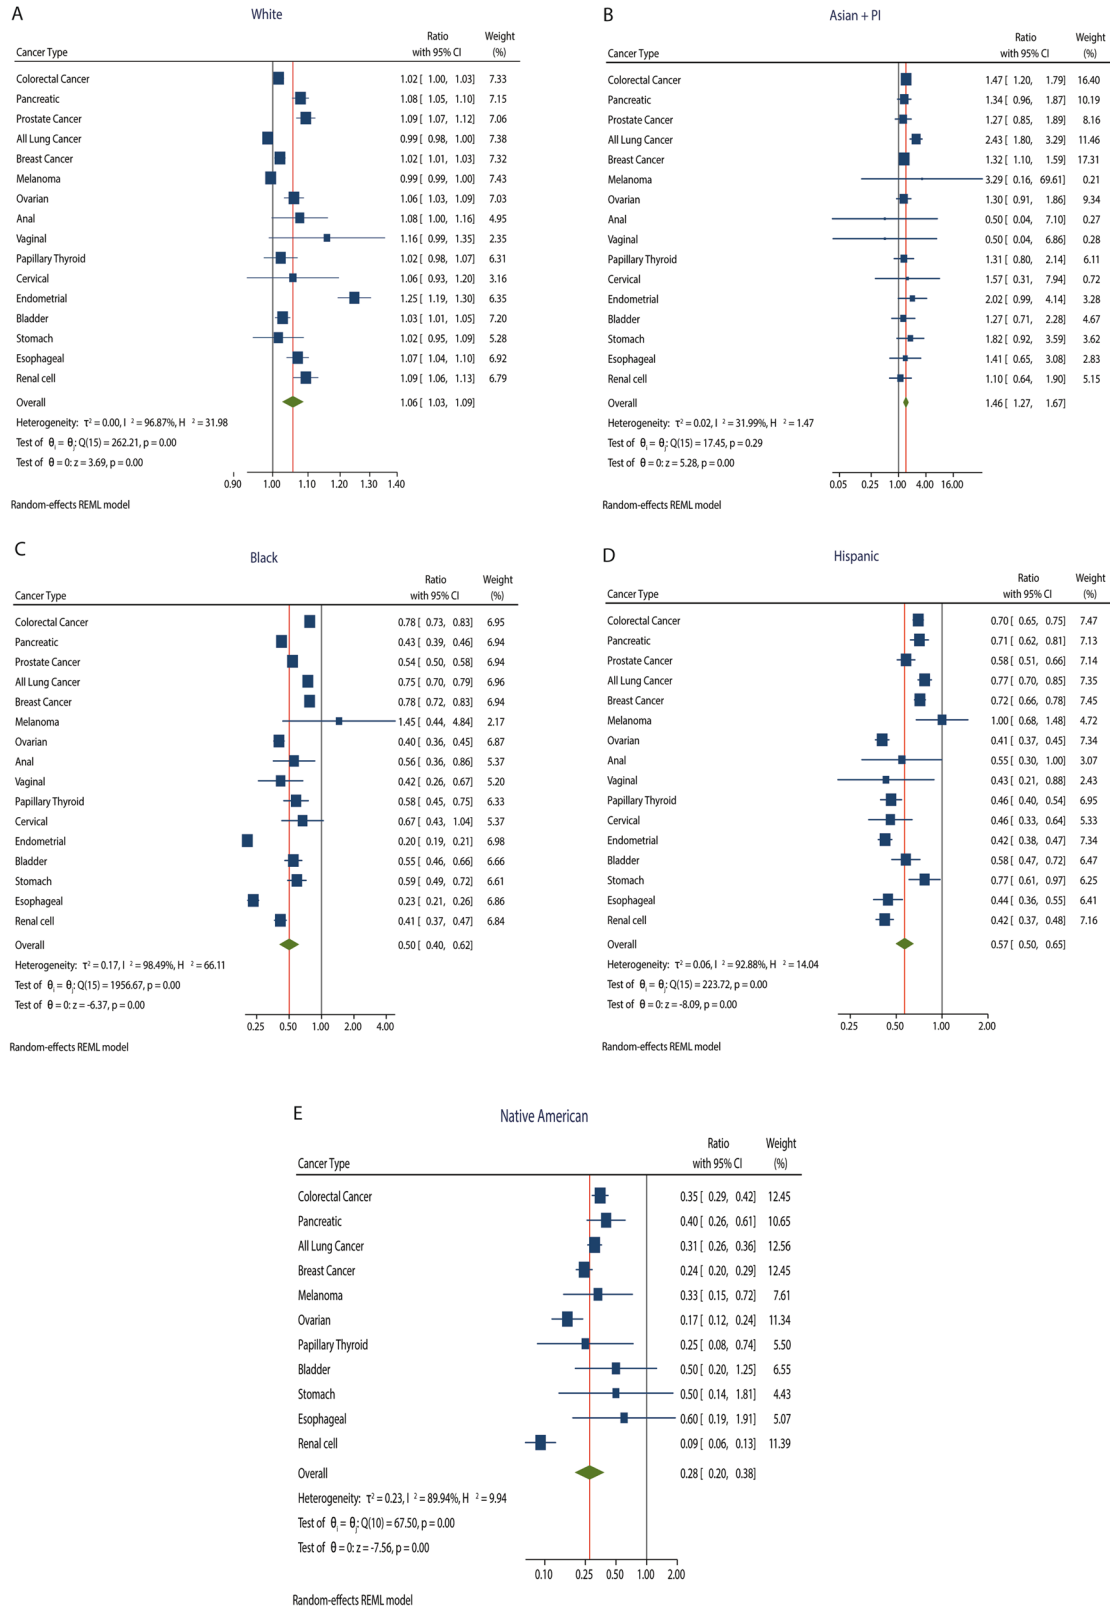 A
White
Ratio Weight
Cancer Type with 95% CI (%)
Colorectal Cancer 1.02 [ 1.00, 1.03] 7.33
Pancreatic 1.08 [ 1.05, 1.10] 7.15
Prostate Cancer 1.09 [ 1.07, 1.12] 7.06
All Lung Cancer 0.99 [ 0.98, 1.00] 7.38
Breast Cancer 1.02 [ 1.01, 1.03] 7.32
Melanoma 0.99 [ 0.99, 1.00] 7.43
Ovarian 1.06 [ 1.03, 1.09] 7.03
Anal 1.08 [ 1.00, 1.16] 4.95
Vaginal 1.16 [ 0.99, 1.35] 2.35
Papillary Thyroid 1.02 [ 0.98, 1.07] 6.31
Cervical 1.06 [ 0.93, 1.20] 3.16
Endometrial 1.25 [ 1.19, 1.30] 6.35
Bladder 1.03 [ 1.01, 1.05] 7.20
Stomach 1.02 [ 0.95, 1.09] 5.28
Esophageal 1.07 [ 1.04, 1.10] 6.92
Renal cell 1.09 [ 1.06, 1.13] 6.79
Overall 1.06 [ 1.03, 1.09]
Heterogeneity: τ² = 0.00, I ² = 96.87%, H ² = 31.98
Test of θi = θj: Q(15) = 262.21, p = 0.00
Test of θ = 0: z = 3.69, p = 0.00
0.90 1.00 1.10 1.20 1.30 1.40
Random-effects REML model
B
Asian + PI
Ratio Weight
Cancer Type with 95% CI (%)
Colorectal Cancer 1.47 [ 1.20, 1.79] 16.40
Pancreatic 1.34 [ 0.96, 1.87] 10.19
Prostate Cancer 1.27 [ 0.85, 1.89] 8.16
All Lung Cancer 2.43 [ 1.80, 3.29] 11.46
Breast Cancer 1.32 [ 1.10, 1.59] 17.31
Melanoma 3.29 [ 0.16, 69.61] 0.21
Ovarian 1.30 [ 0.91, 1.86] 9.34
Anal 0.50 [ 0.04, 7.10] 0.27
Vaginal 0.50 [ 0.04, 6.86] 0.28
Papillary Thyroid 1.31 [ 0.80, 2.14] 6.11
Cervical 1.57 [ 0.31, 7.94] 0.72
Endometrial 2.02 [ 0.99, 4.14] 3.28
Bladder 1.27 [ 0.71, 2.28] 4.67
Stomach 1.82 [ 0.92, 3.59] 3.62
Esophageal 1.41 [ 0.65, 3.08] 2.83
Renal cell 1.10 [ 0.64, 1.90] 5.15
Overall 1.46 [ 1.27, 1.67]
Heterogeneity: τ² = 0.02, I ² = 31.99%, H ² = 1.47
Test of θi = θj: Q(15) = 17.45, p = 0.29
Test of θ = 0: z = 5.28, p = 0.00
0.05 0.25 1.00 4.00 16.00
Random-effects REML model
C
Black
Ratio Weight
Cancer Type with 95% CI (%)
Colorectal Cancer 0.78 [ 0.73, 0.83] 6.95
Pancreatic 0.43 [ 0.39, 0.46] 6.94
Prostate Cancer 0.54 [ 0.50, 0.58] 6.94
All Lung Cancer 0.75 [ 0.70, 0.79] 6.96
Breast Cancer 0.78 [ 0.72, 0.83] 6.94
Melanoma 1.45 [ 0.44, 4.84] 2.17
Ovarian 0.40 [ 0.36, 0.45] 6.87
Anal 0.56 [ 0.36, 0.86] 5.37
Vaginal 0.42 [ 0.26, 0.67] 5.20
Papillary Thyroid 0.58 [ 0.45, 0.75] 6.33
Cervical 0.67 [ 0.43, 1.04] 5.37
Endometrial 0.20 [ 0.19, 0.21] 6.98
Bladder 0.55 [ 0.46, 0.66] 6.66
Stomach 0.59 [ 0.49, 0.72] 6.61
Esophageal 0.23 [ 0.21, 0.26] 6.86
Renal cell 0.41 [ 0.37, 0.47] 6.84
Overall 0.50 [ 0.40, 0.62]
Heterogeneity: τ² = 0.17, I ² = 98.49%, H ² = 66.11
Test of θi = θj: Q(15) = 1956.67, p = 0.00
Test of θ = 0: z = -6.37, p = 0.00
0.25 0.50 1.00 2.00 4.00
Random-effects REML model
D
Hispanic
Ratio Weight
Cancer Type with 95% CI (%)
Colorectal Cancer 0.70 [ 0.65, 0.75] 7.47
Pancreatic 0.71 [ 0.62, 0.81] 7.13
Prostate Cancer 0.58 [ 0.51, 0.66] 7.14
All Lung Cancer 0.77 [ 0.70, 0.85] 7.35
Breast Cancer 0.72 [ 0.66, 0.78] 7.45
Melanoma 1.00 [ 0.68, 1.48] 4.72
Ovarian 0.41 [ 0.37, 0.45] 7.34
Anal 0.55 [ 0.30, 1.00] 3.07
Vaginal 0.43 [ 0.21, 0.88] 2.43
Papillary Thyroid 0.46 [ 0.40, 0.54] 6.95
Cervical 0.46 [ 0.33, 0.64] 5.33
Endometrial 0.42 [ 0.38, 0.47] 7.34
Bladder 0.58 [ 0.47, 0.72] 6.47
Stomach 0.77 [ 0.61, 0.97] 6.25
Esophageal 0.44 [ 0.36, 0.55] 6.41
Renal cell 0.42 [ 0.37, 0.48] 7.16
Overall 0.57 [ 0.50, 0.65]
Heterogeneity: τ² = 0.06, I ² = 92.88%, H ² = 14.04
Test of θi = θj: Q(15) = 223.72, p = 0.00
Test of θ = 0: z = -8.09, p = 0.00
0.25 0.50 1.00 2.00
Random-effects REML model
E
Native American
Ratio Weight
Cancer Type with 95% CI (%)
Colorectal Cancer 0.35 [ 0.29, 0.42] 12.45
Pancreatic 0.40 [ 0.26, 0.61] 10.65
All Lung Cancer 0.31 [ 0.26, 0.36] 12.56
Breast Cancer 0.24 [ 0.20, 0.29] 12.45
Melanoma 0.33 [ 0.15, 0.72] 7.61
Ovarian 0.17 [ 0.12, 0.24] 11.34
Papillary Thyroid 0.25 [ 0.08, 0.74] 5.50
Bladder 0.50 [ 0.20, 1.25] 6.55
Stomach 0.50 [ 0.14, 1.81] 4.43
Esophageal 0.60 [ 0.19, 1.91] 5.07
Renal cell 0.09 [ 0.06, 0.13] 11.39
Overall 0.28 [ 0.20, 0.38]
Heterogeneity: τ² = 0.23, I ² = 89.94%, H ² = 9.94
Test of θi = θj: Q(10) = 67.50, p = 0.00
Test of θ = 0: z = -7.56, p = 0.00
0.10 0.25 0.50 1.00 2.00
Random-effects REML model